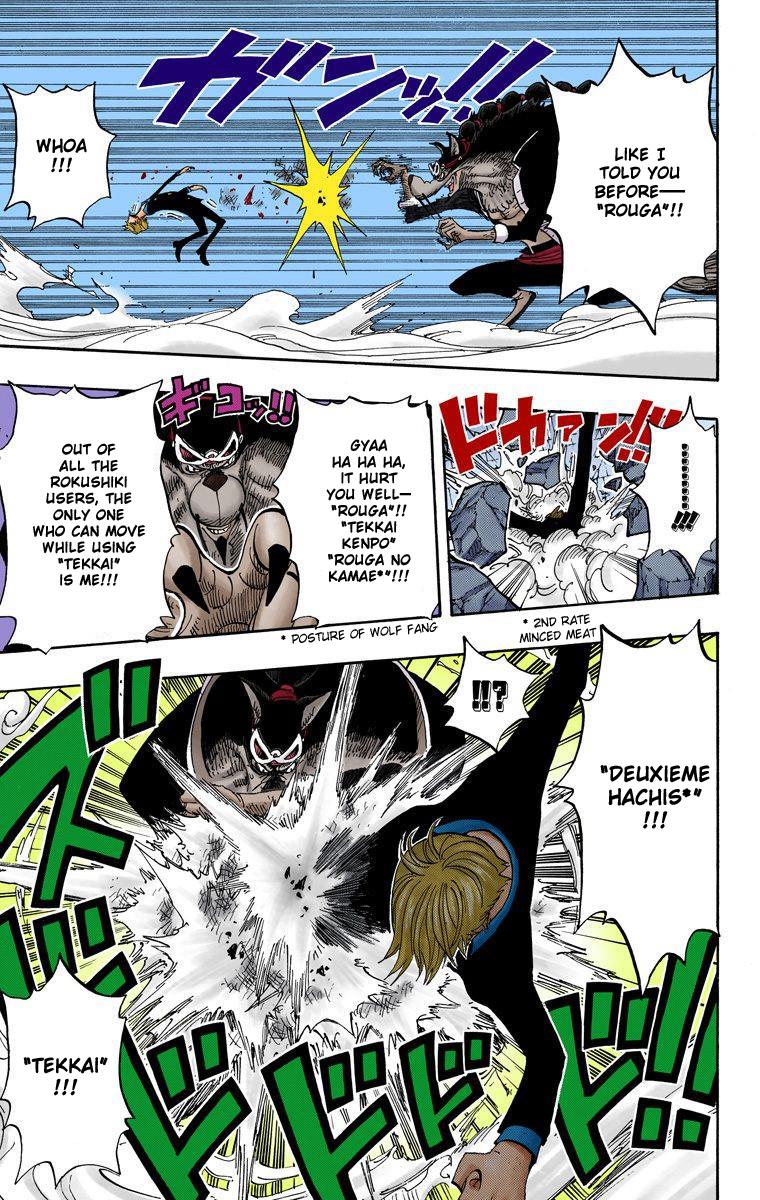 LIKE I
TOLD YOU
BEFORE—
"ROUGA"!!
ガンッ!!
WHOA
!!!
!!!
ドカアン!!
* 2ND RATE
MINCED MEAT
GYAA
HA HA HA,
IT HURT
YOU WELL—
"ROUGA"!!
"TEKKAI
KENPO"
"ROUGA NO
KAMAE*"!!!
ギーコッ!!
* POSTURE OF WOLF FANG
OUT OF
ALL THE
ROKUSHIKI
USERS, THE
ONLY ONE
WHO CAN MOVE
WHILE USING
"TEKKAI"
IS ME!!!
!!?
"DEUXIEME
HACHIS*"
!!!
ズドドドドド!!
"TEKKAI"
!!!